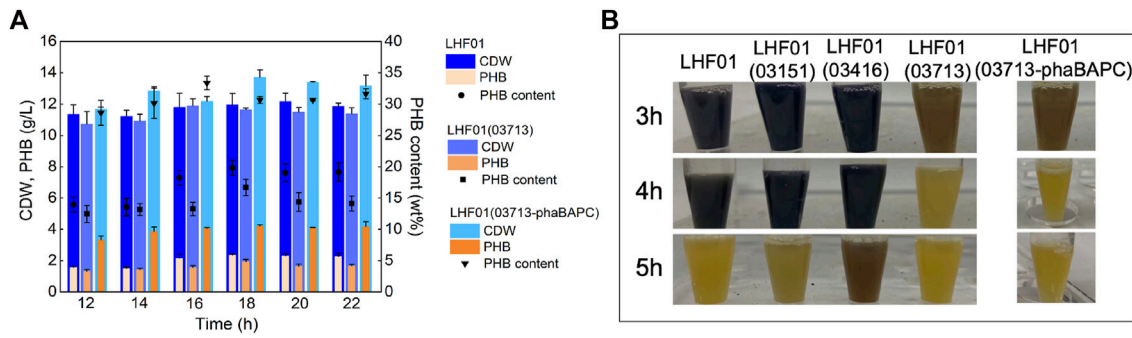 A
CDW, PHB (g/L)
16
14
12
10
8
6
4
2
0
12
14
16
18
20
22
Time (h)
40
35
30
25
20
15
10
5
0
PHB content (wt%)
LHF01
CDW
PHB
PHB content
LHF01(03713)
CDW
PHB
PHB content
LHF01(03713-phaBAPC)
CDW
PHB
PHB content
B
LHF01
LHF01
(03151)
LHF01
(03416)
LHF01
(03713)
LHF01
(03713-phaBAPC)
3h
4h
5h